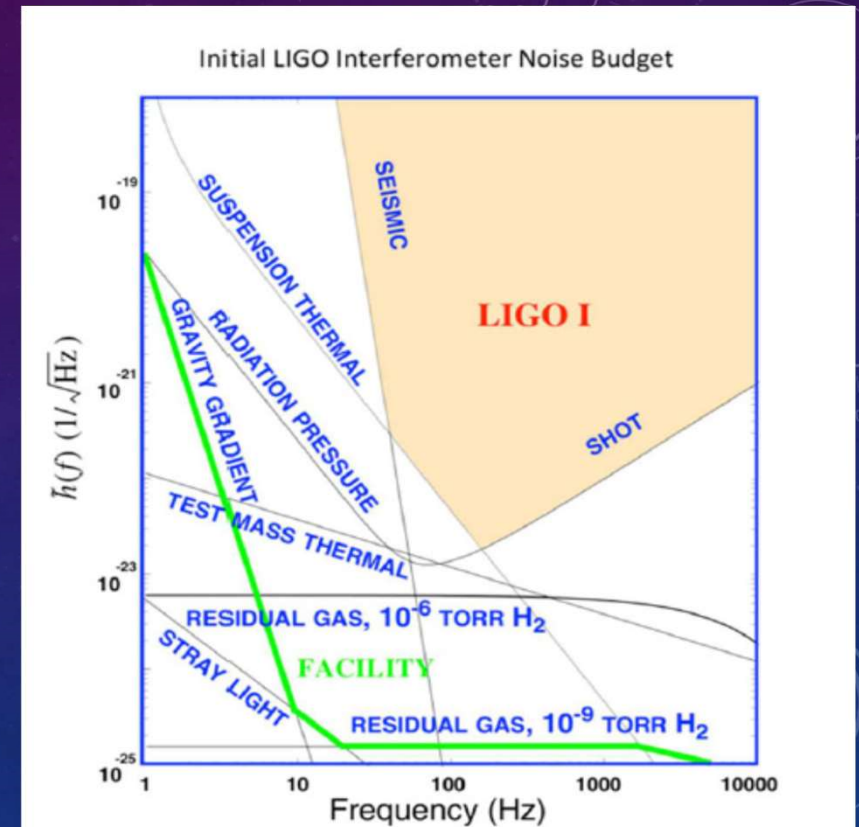 Initial LIGO Interferometer Noise Budget
10^-19
10^-21
10^-23
10^-25
h̃(f) (1/√Hz)
SUSPENSION THERMAL
SEISMIC
LIGO I
GRAVITY GRADIENT
RADIATION PRESSURE
SHOT
TEST MASS THERMAL
RESIDUAL GAS, 10^-6 TORR H₂
STRAY LIGHT
FACILITY
RESIDUAL GAS, 10^-9 TORR H₂
1 10 100 1000 10000
Frequency (Hz)